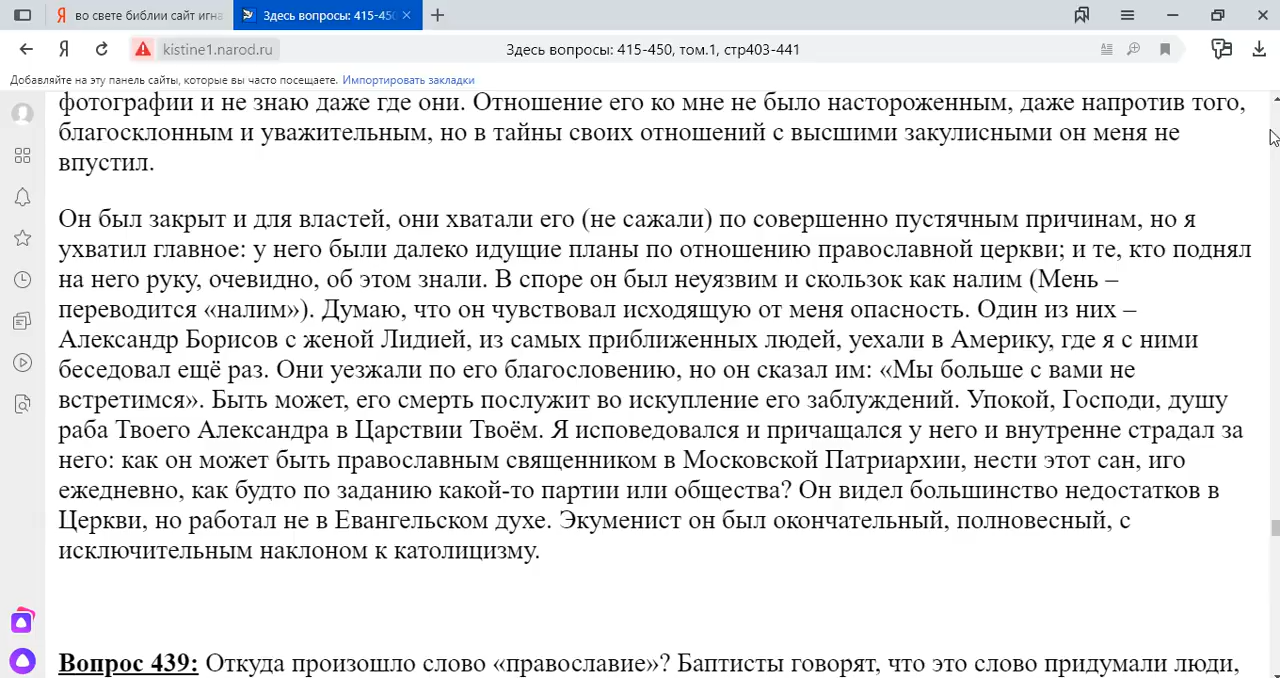 во свете библии сайт игна
Здесь вопросы: 415-450
kistine1.narod.ru
Здесь вопросы: 415-450, том.1, стр403-441
Добавляйте на эту панель сайты, которые вы часто посещаете. Импортировать закладки
фотографии и не знаю даже где они. Отношение его ко мне не было настороженным, даже напротив того,
благосклонным и уважительным, но в тайны своих отношений с высшими закулисными он меня не
впустил.
Он был закрыт и для властей, они хватали его (не сажали) по совершенно пустячным причинам, но я
ухватил главное: у него были далеко идущие планы по отношению православной церкви; и те, кто поднял
на него руку, очевидно, об этом знали. В споре он был неуязвим и скользок как налим (Мень –
переводится «налим»). Думаю, что он чувствовал исходящую от меня опасность. Один из них –
Александр Борисов с женой Лидией, из самых приближенных людей, уехали в Америку, где я с ними
беседовал ещё раз. Они уезжали по его благословению, но он сказал им: «Мы больше с вами не
встретимся». Быть может, его смерть послужит во искупление его заблуждений. Упокой, Господи, душу
раба Твоего Александра в Царствии Твоём. Я исповедовался и причащался у него и внутренне страдал за
него: как он может быть православным священником в Московской Патриархии, нести этот сан, иго
ежедневно, как будто по заданию какой-то партии или общества? Он видел большинство недостатков в
Церкви, но работал не в Евангельском духе. Экуменист он был окончательный, полновесный, с
исключительным наклоном к католицизму.
Вопрос 439: Откуда произошло слово «православие»? Баптисты говорят, что это слово придумали люди,